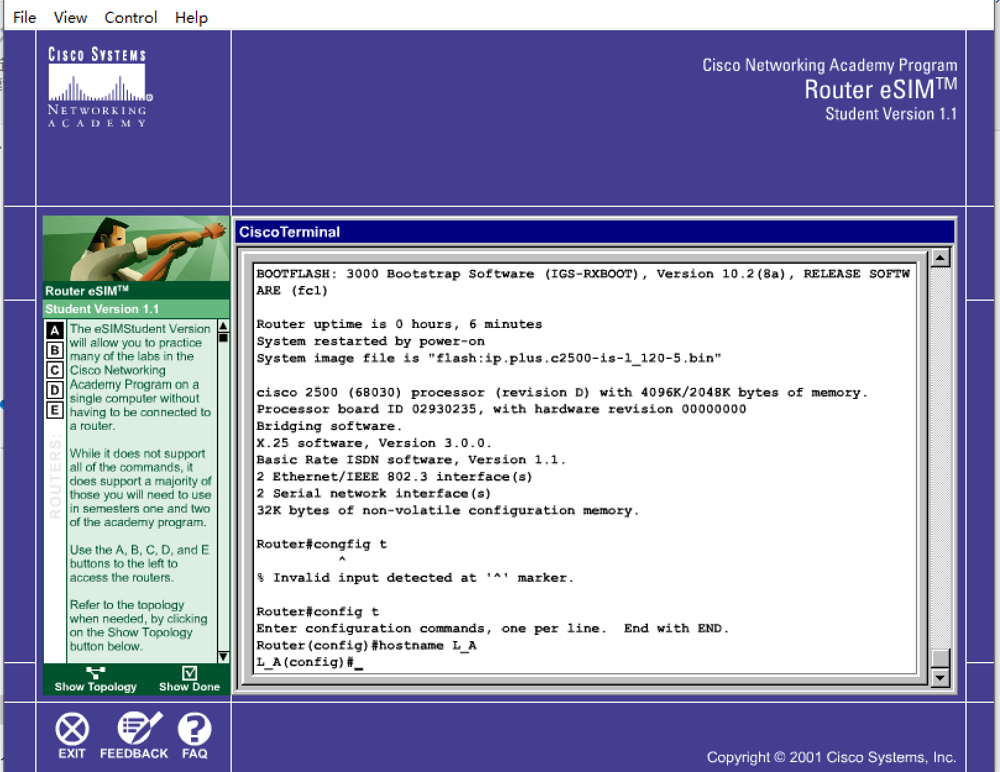 File View Control Help
CISCO SYSTEMS
NETWORKING
ACADEMY
Cisco Networking Academy Program
Router eSIM™
Student Version 1.1
Router eSIM™
Student Version 1.1
A
B
C
D
E
ROUTERS:
The eSIMStudent Version
will allow you to practice
many of the labs in the
Cisco Networking
Academy Program on a
single computer without
having to be connected to
a router.
While it does not support
all of the commands, it
does support a majority of
those you will need to use
in semesters one and two
of the academy program.
Use the A, B, C, D, and E
buttons to the left to
access the routers.
Refer to the topology
when needed, by clicking
on the Show Topology
button below.
Show Topology Show Done
CiscoTerminal
BOOTFLASH: 3000 Bootstrap Software (IGS-RXBOOT), Version 10.2(8a), RELEASE SOFTW
ARE (fc1)
Router uptime is 0 hours, 6 minutes
System restarted by power-on
System image file is "flash:ip.plus.c2500-is-l_120-5.bin"
cisco 2500 (68030) processor (revision D) with 4096K/2048K bytes of memory.
Processor board ID 02930235, with hardware revision 00000000
Bridging software.
X.25 software, Version 3.0.0.
Basic Rate ISDN software, Version 1.1.
2 Ethernet/IEEE 802.3 interface(s)
2 Serial network interface(s)
32K bytes of non-volatile configuration memory.
Router#congfig t
^
% Invalid input detected at '^' marker.
Router#config t
Enter configuration commands, one per line.  End with END.
Router(config)#hostname L_A
L_A(config)#_
EXIT FEEDBACK FAQ
Copyright © 2001 Cisco Systems, Inc.